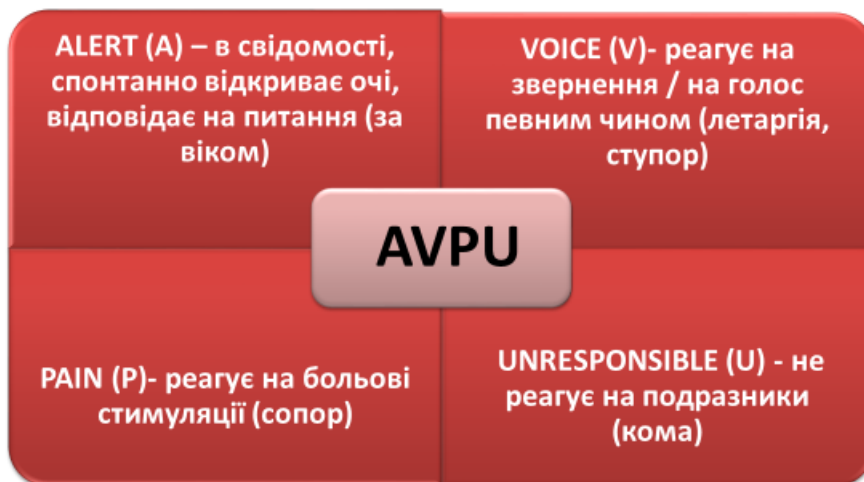 ALERT (A) – в свідомості,
спонтанно відкриває очі,
відповідає на питання (за
віком)
VOICE (V)- реагує на
звернення / на голос
певним чином (летаргія,
ступор)
AVPU
PAIN (P)- реагує на больові
стимуляції (сопор)
UNRESPONSIBLE (U) - не
реагує на подразники
(кома)